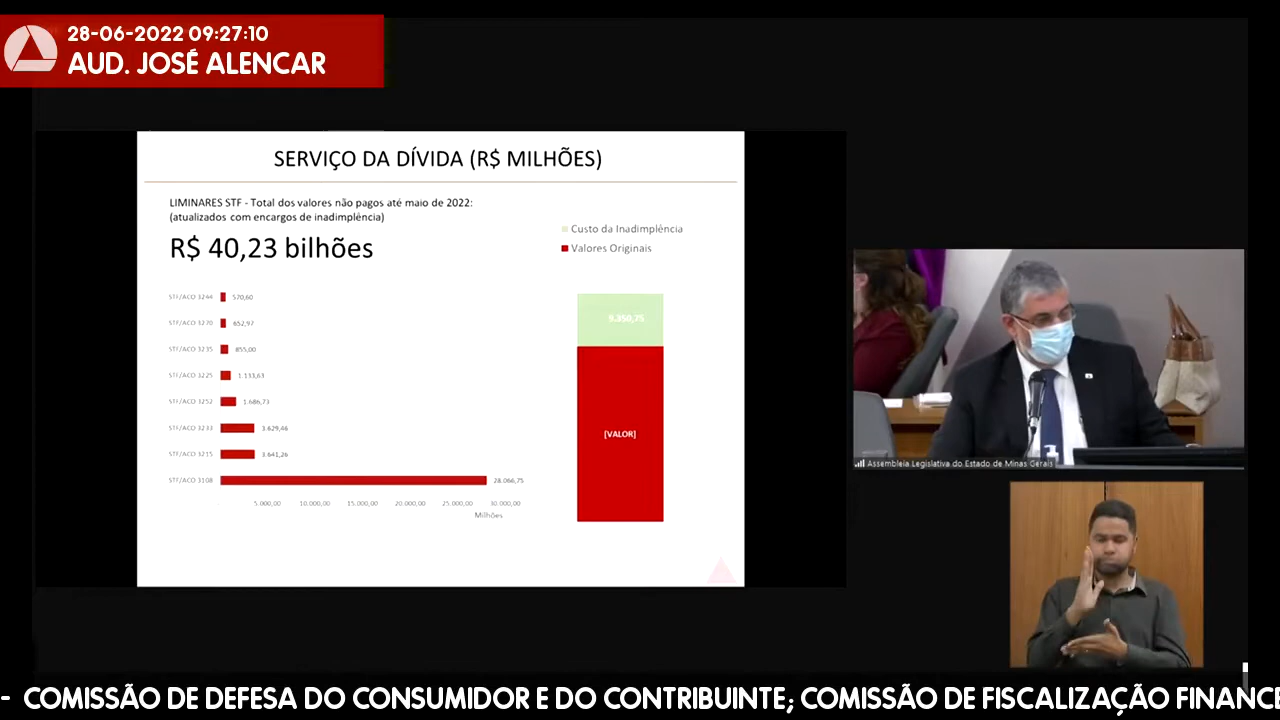 28-06-2022 09:27:10
AUD. JOSÉ ALENCAR
SERVIÇO DA DÍVIDA (R$ MILHÕES)
LIMINARES STF - Total dos valores não pagos até maio de 2022:
(atualizados com encargos de inadimplência)
R$ 40,23 bilhões
Custo da Inadimplência
Valores Originais
STF/ACO 3244 570,60
STF/ACO 3270 652,97
STF/ACO 3235 855,00
STF/ACO 3225 1.133,63
STF/ACO 3252 1.686,73
STF/ACO 3233 3.629,46
STF/ACO 3215 3.641,26
STF/ACO 3108 28.066,75
5.000,00 10.000,00 15.000,00 20.000,00 25.000,00 30.000,00
Milhões
[VALOR]
Assembleia Legislativa do Estado de Minas Gerais
- COMISSÃO DE DEFESA DO CONSUMIDOR E DO CONTRIBUINTE; COMISSÃO DE FISCALIZAÇÃO FINANCE